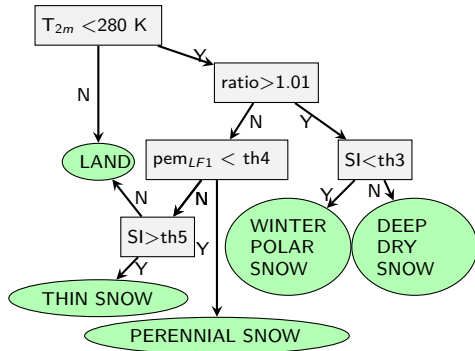 T2m <280 K
Y
ratio>1.01
N
N
Y
LAND
pemLF1 < th4
SI<th3
N
N
Y
N
SI>th5
Y
WINTER
POLAR
SNOW
DEEP
DRY
SNOW
Y
THIN SNOW
PERENNIAL SNOW